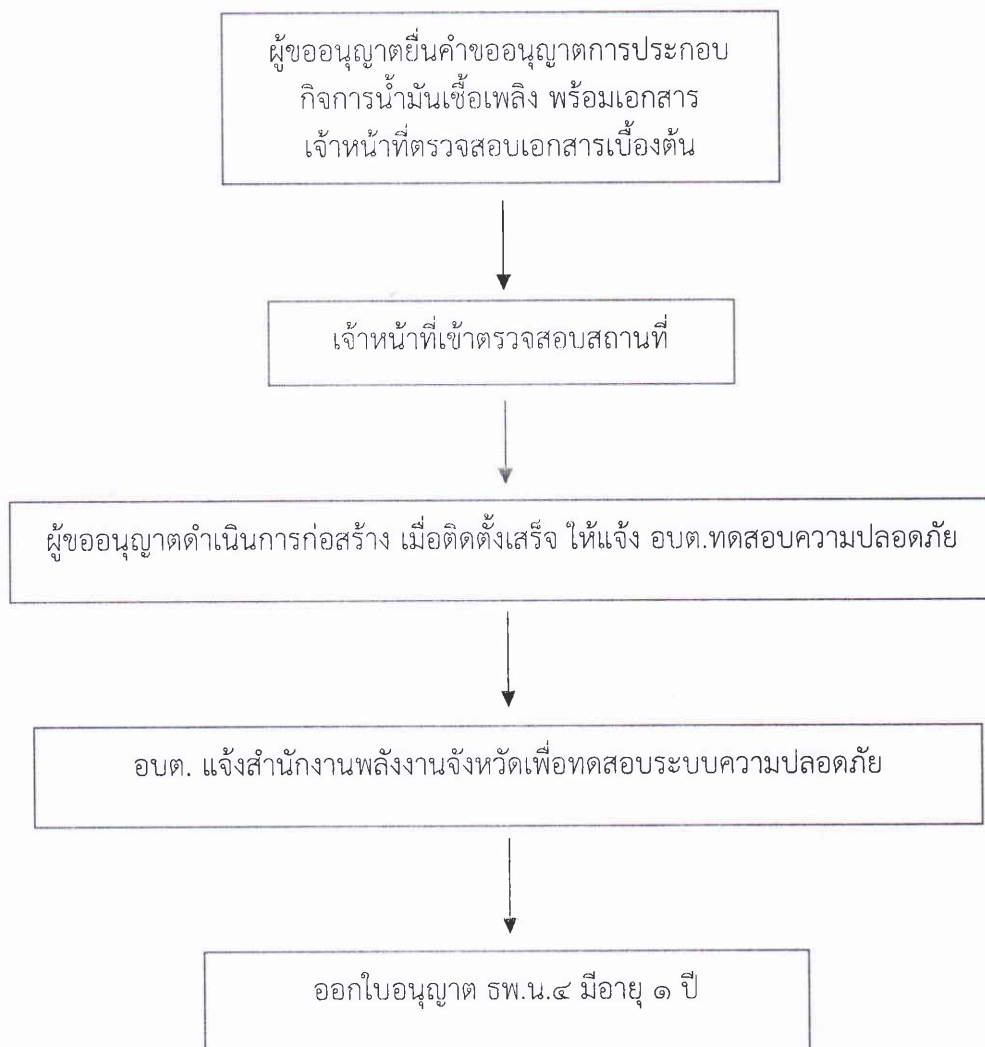 ผู้ขออนุญาตยื่นคำขออนุญาตการประกอบ
กิจการน้ำมันเชื้อเพลิง พร้อมเอกสาร
เจ้าหน้าที่ตรวจสอบเอกสารเบื้องต้น
เจ้าหน้าที่เข้าตรวจสอบสถานที่
ผู้ขออนุญาตดำเนินการก่อสร้าง เมื่อติดตั้งเสร็จ ให้แจ้ง อบต.ทดสอบความปลอดภัย
อบต. แจ้งสำนักงานพลังงานจังหวัดเพื่อทดสอบระบบความปลอดภัย
ออกใบอนุญาต ธพ.น.๔ มีอายุ ๑ ปี